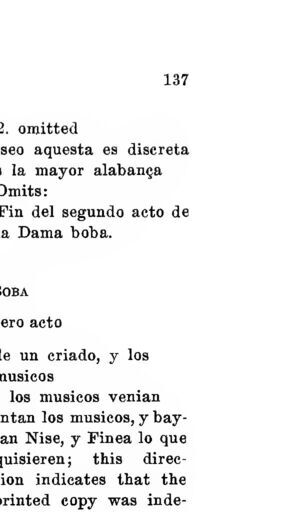 137
2. omitted
seo aquesta es discreta
la mayor alabança
Omits:
Fin del segundo acto de
a Dama boba.
BOBA
ero acto
de un criado, y los
musicos
los musicos venian
ntan los musicos, y bay-
an Nise, y Finea lo que
quisieren; this direc-
ion indicates that the
printed copy was inde-